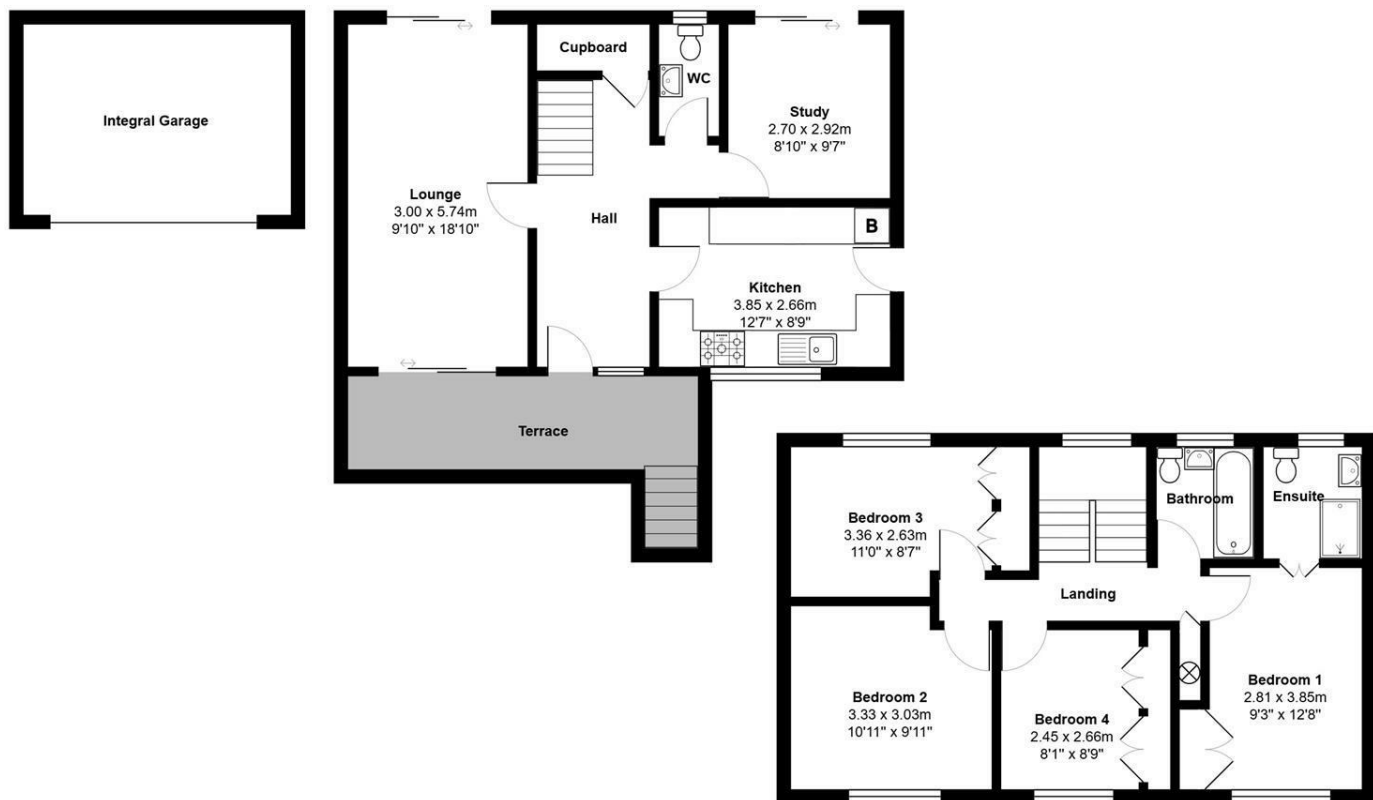 Integral Garage
Cupboard
WC
Study
2.70 x 2.92m
8'10" x 9'7"
Lounge
3.00 x 5.74m
9'10" x 18'10"
Hall
B
Kitchen
3.85 x 2.66m
12'7" x 8'9"
Terrace
Bedroom 3
3.36 x 2.63m
11'0" x 8'7"
Bathroom
Ensuite
Landing
Bedroom 2
3.33 x 3.03m
10'11" x 9'11"
Bedroom 4
2.45 x 2.66m
8'1" x 8'9"
Bedroom 1
2.81 x 3.85m
9'3" x 12'8"